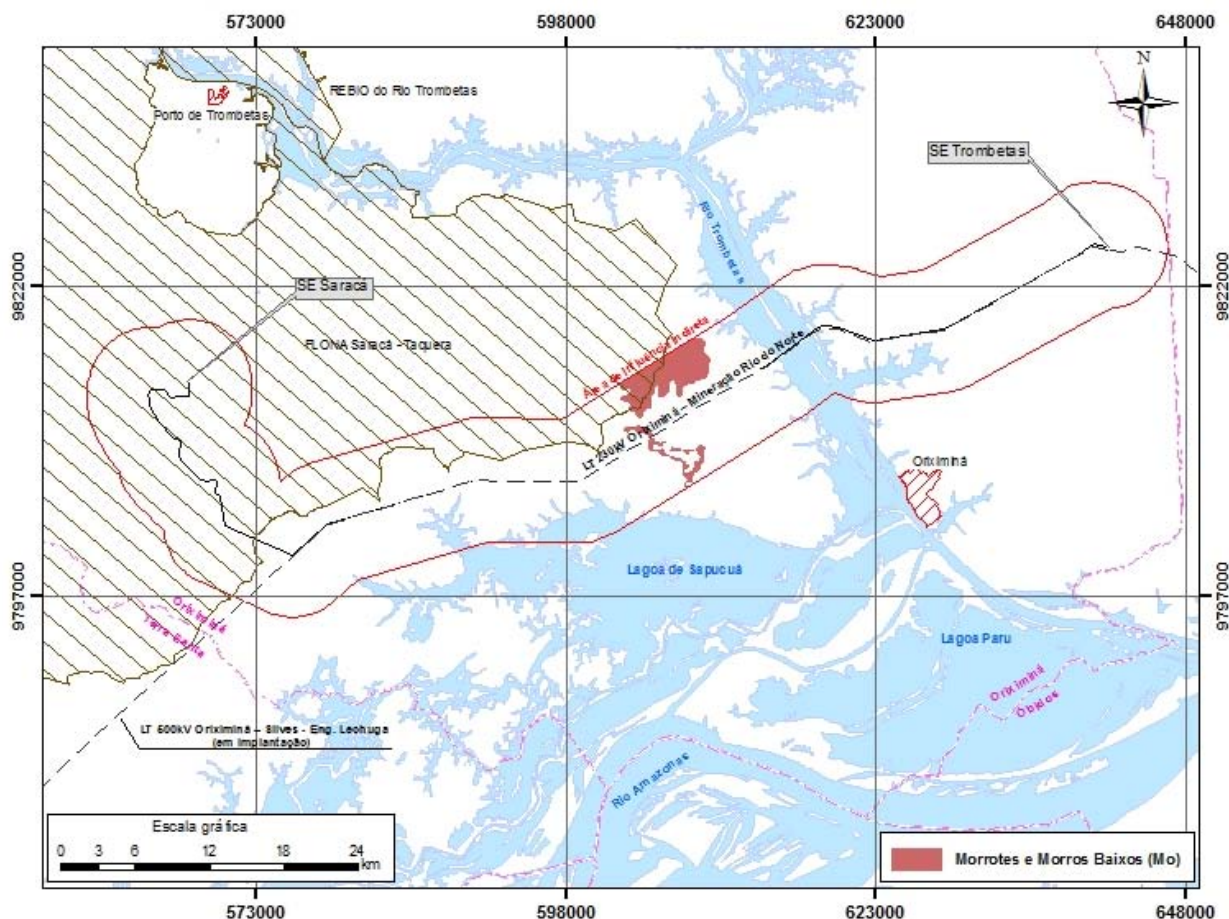 573000
598000
623000
648000
N
REBIO do Rio Trombetas
Porto de Trombetas
SE Trombetas
Rio Trombetas
9822000
9822000
SE Saracá
FLONA Saracá - Taquera
Área de Influência Indireta
LT 230kV Oriximiná - Mineração Rio do Norte
Oriximiná
Lagoa de Sapucuá
9797000
9797000
Oriximiná
Terra Santa
Lagoa Paru
Oriximiná
Óbidos
LT 500kV Oriximiná - Silves - Eng. Lechuga
(em implantação)
Rio Amazonas
Escala gráfica
0 3 6 12 18 24
km
Morrotes e Morros Baixos (Mo)
573000
598000
623000
648000